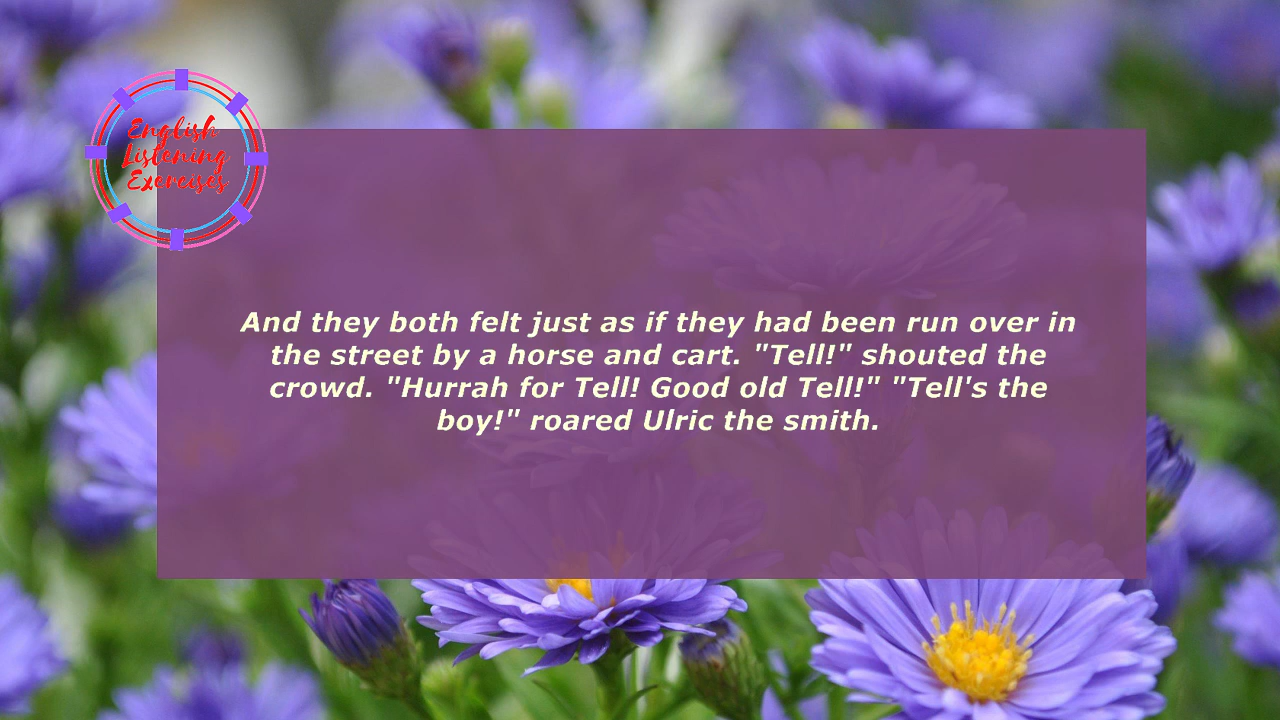 English
Listening
Exercises
And they both felt just as if they had been run over in
the street by a horse and cart. "Tell!" shouted the
crowd. "Hurrah for Tell! Good old Tell!" "Tell's the
boy!" roared Ulric the smith.